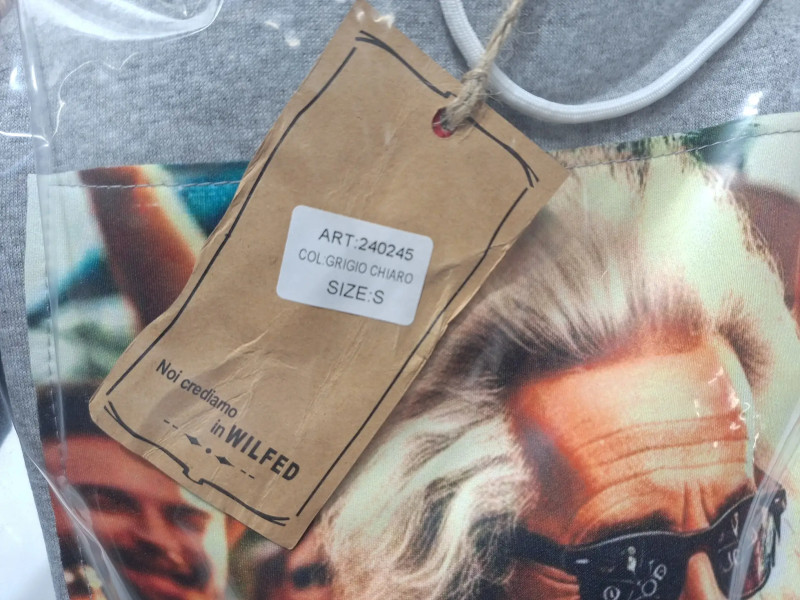 ART:240245
COL:GRIGIO CHIARO
SIZE:S
Noi crediamo
in WILFED